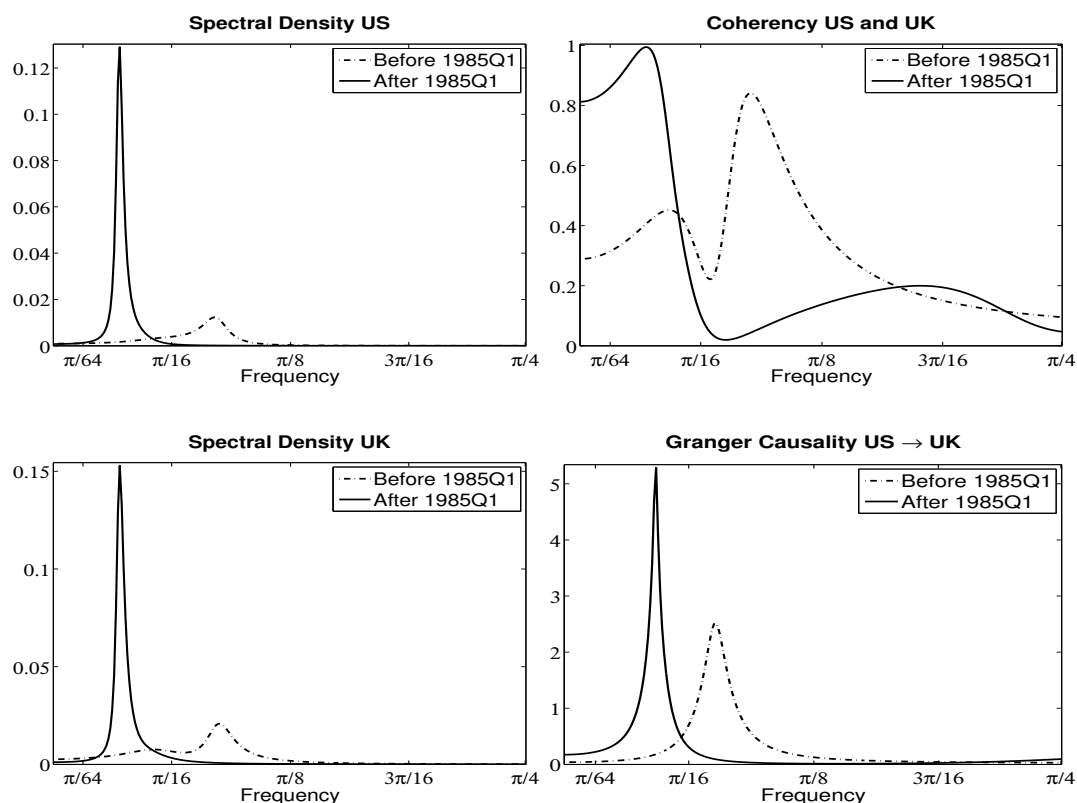 Spectral Density US
Before 1985Q1
After 1985Q1
0.12
0.1
0.08
0.06
0.04
0.02
0
π/64
π/16
π/8
3π/16
π/4
Frequency
Coherency US and UK
Before 1985Q1
After 1985Q1
1
0.8
0.6
0.4
0.2
0
π/64
π/16
π/8
3π/16
π/4
Frequency
Spectral Density UK
Before 1985Q1
After 1985Q1
0.15
0.1
0.05
0
π/64
π/16
π/8
3π/16
π/4
Frequency
Granger Causality US → UK
Before 1985Q1
After 1985Q1
5
4
3
2
1
0
π/64
π/16
π/8
3π/16
π/4
Frequency